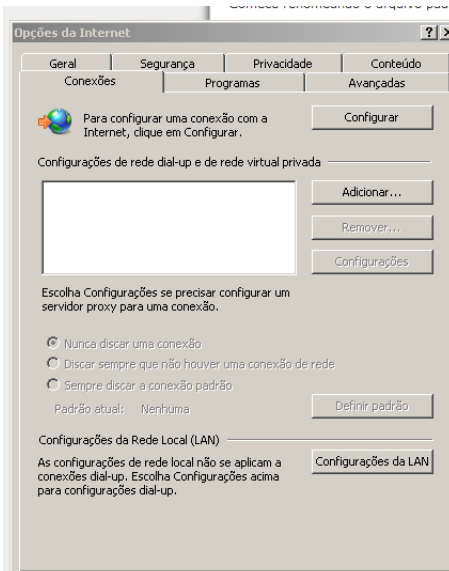 Comece renomeando o arquivo pad
Opções da Internet
Geral
Segurança
Privacidade
Conteúdo
Conexões
Programas
Avançadas
Para configurar uma conexão com a
Internet, clique em Configurar.
Configurar
Configurações de rede dial-up e de rede virtual privada
Adicionar...
Remover...
Configurações
Escolha Configurações se precisar configurar um
servidor proxy para uma conexão.
Nunca discar uma conexão
Discar sempre que não houver uma conexão de rede
Sempre discar a conexão padrão
Padrão atual: Nenhuma
Definir padrão
Configurações da Rede Local (LAN)
As configurações de rede local não se aplicam a
conexões dial-up. Escolha Configurações acima
para configurações dial-up.
Configurações da LAN